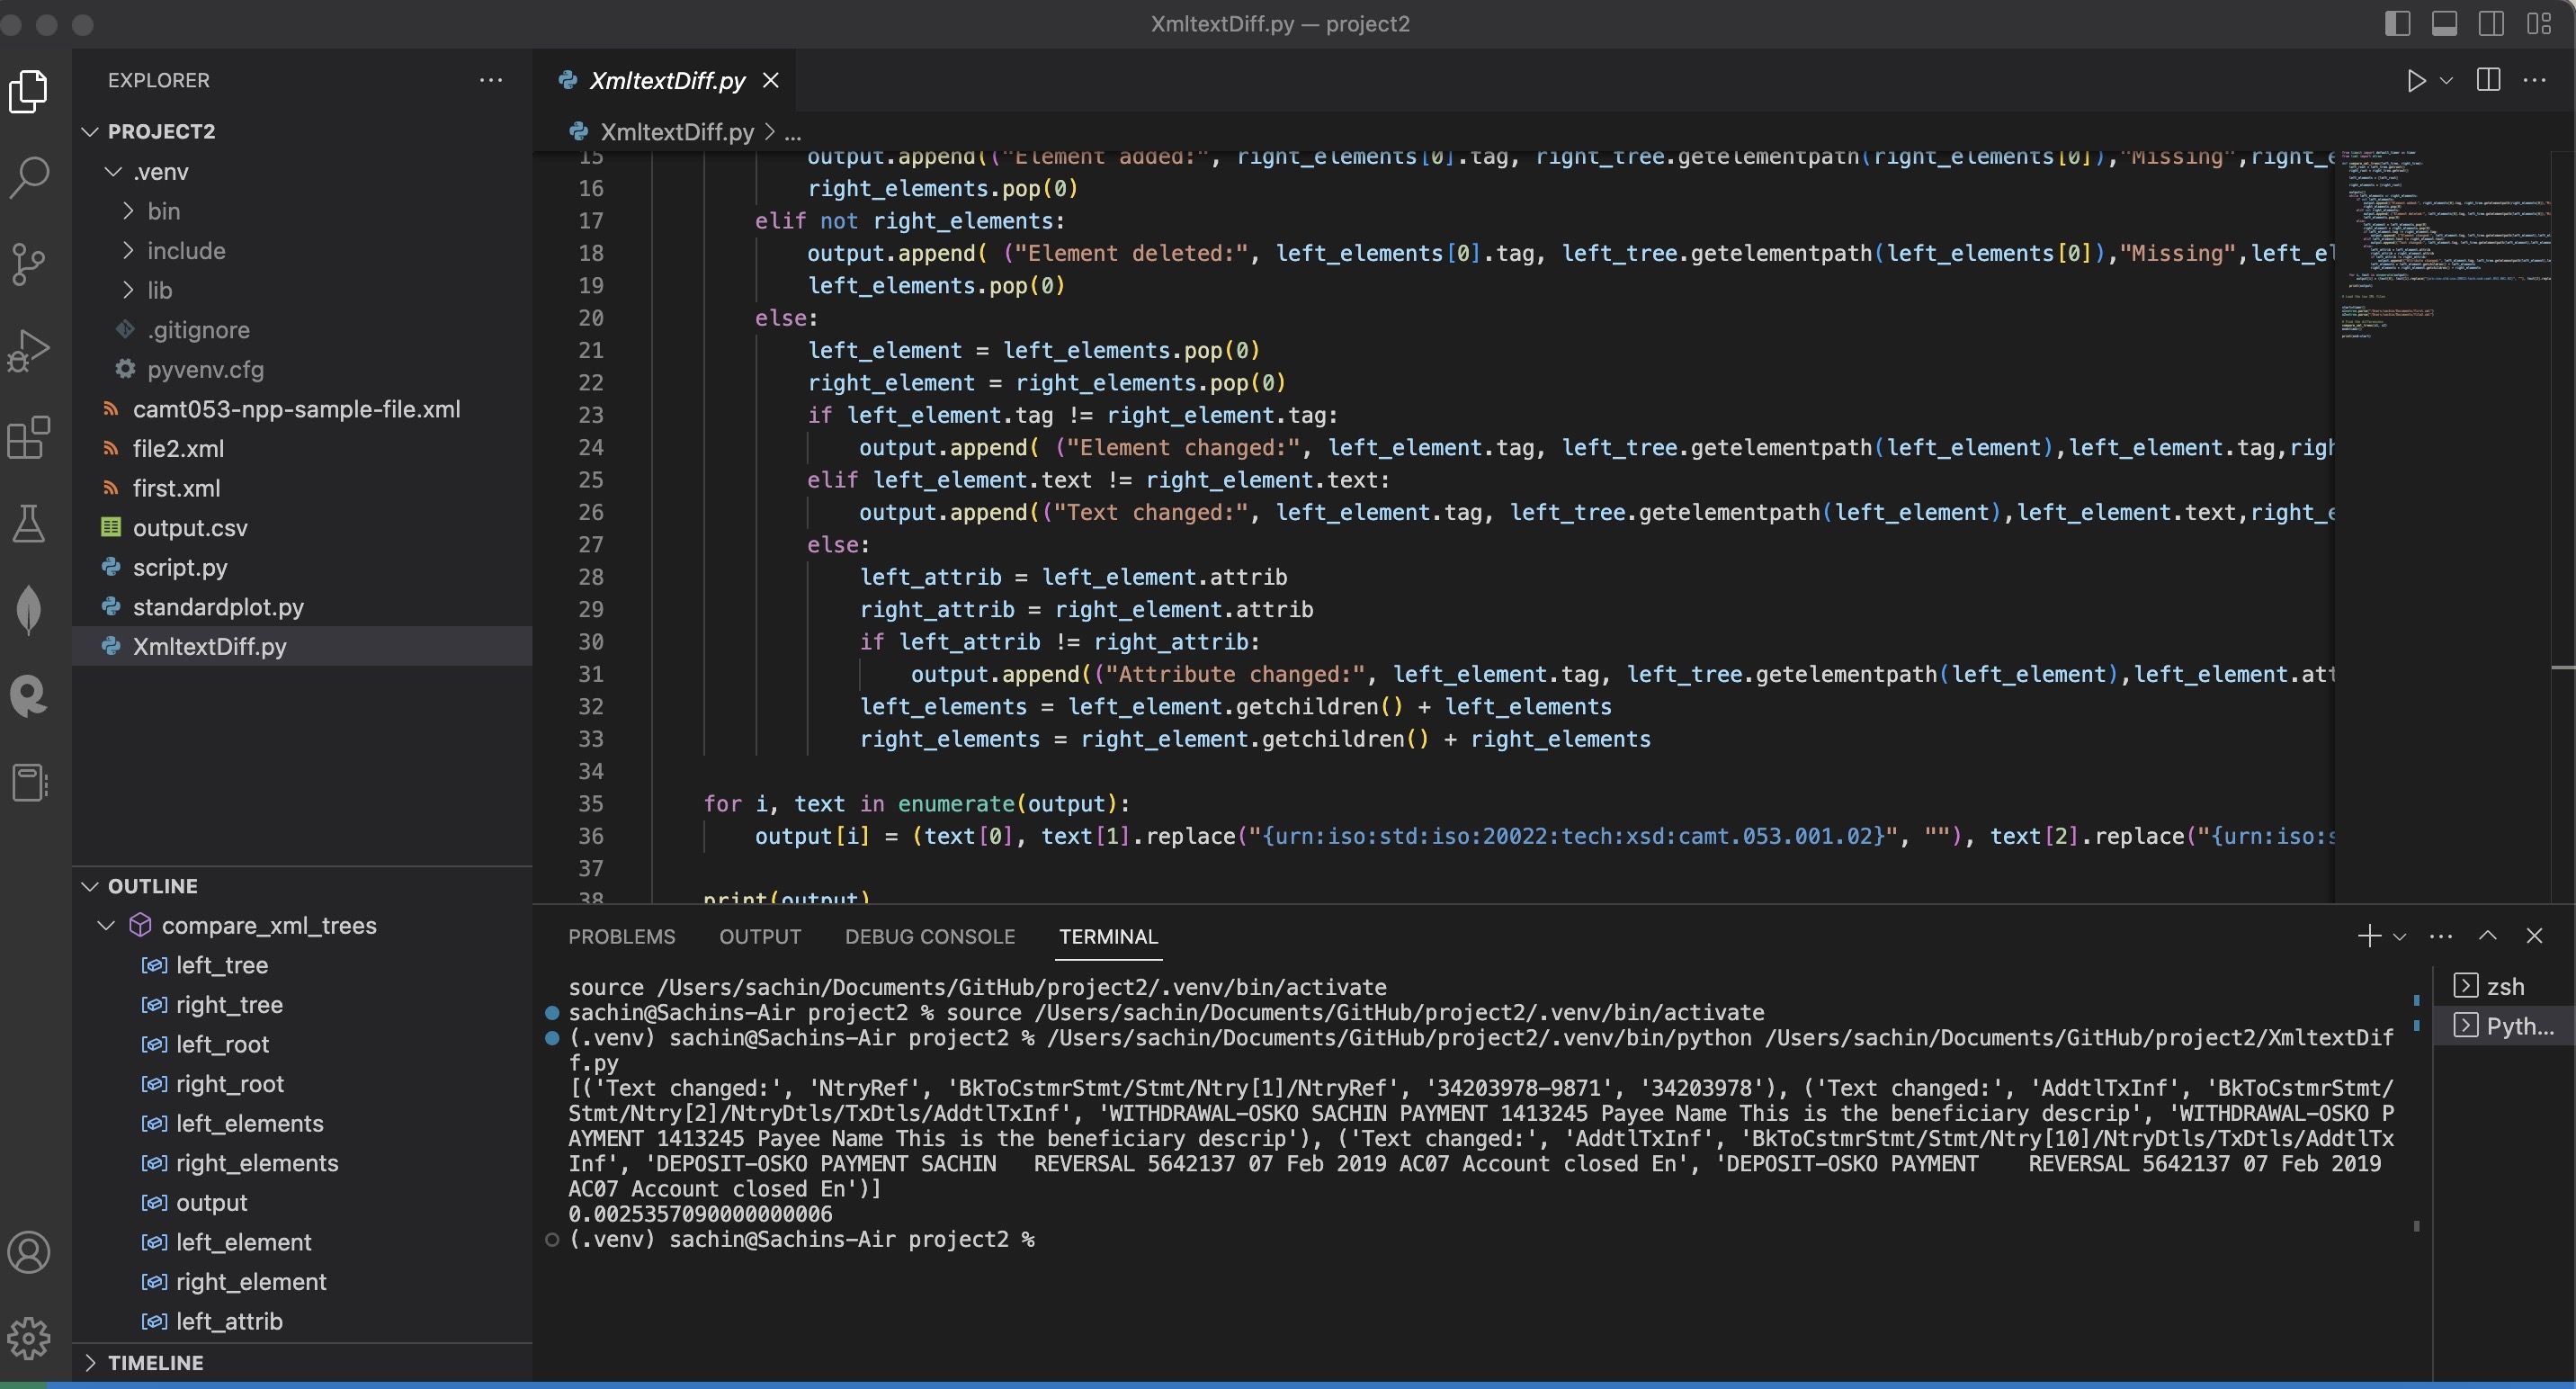 XmltextDiff.py — project2
EXPLORER
PROJECT2
.venv
bin
include
lib
.gitignore
pyvenv.cfg
camt053-npp-sample-file.xml
file2.xml
first.xml
output.csv
script.py
standardplot.py
XmltextDiff.py
OUTLINE
compare_xml_trees
left_tree
right_tree
left_root
right_root
left_elements
right_elements
output
left_element
right_element
left_attrib
TIMELINE
XmltextDiff.py
XmltextDiff.py > ...
15 output.append(("Element added:", right_elements[0].tag, right_tree.getelementpath(right_elements[0]),"Missing",right_e
16 right_elements.pop(0)
17 elif not right_elements:
18 output.append( ("Element deleted:", left_elements[0].tag, left_tree.getelementpath(left_elements[0]),"Missing",left_el
19 left_elements.pop(0)
20 else:
21 left_element = left_elements.pop(0)
22 right_element = right_elements.pop(0)
23 if left_element.tag != right_element.tag:
24 output.append( ("Element changed:", left_element.tag, left_tree.getelementpath(left_element),left_element.tag,righ
25 elif left_element.text != right_element.text:
26 output.append(("Text changed:", left_element.tag, left_tree.getelementpath(left_element),left_element.text,right_e
27 else:
28 left_attrib = left_element.attrib
29 right_attrib = right_element.attrib
30 if left_attrib != right_attrib:
31 output.append(("Attribute changed:", left_element.tag, left_tree.getelementpath(left_element),left_element.att
32 left_elements = left_element.getchildren() + left_elements
33 right_elements = right_element.getchildren() + right_elements
34
35 for i, text in enumerate(output):
36 output[i] = (text[0], text[1].replace("{urn:iso:std:iso:20022:tech:xsd:camt.053.001.02}", ""), text[2].replace("{urn:iso:s
37
38 print(output)
PROBLEMS OUTPUT DEBUG CONSOLE TERMINAL
source /Users/sachin/Documents/GitHub/project2/.venv/bin/activate
sachin@Sachins-Air project2 % source /Users/sachin/Documents/GitHub/project2/.venv/bin/activate
(.venv) sachin@Sachins-Air project2 % /Users/sachin/Documents/GitHub/project2/.venv/bin/python /Users/sachin/Documents/GitHub/project2/XmltextDif
f.py
[('Text changed:', 'NtryRef', 'BkToCstmrStmt/Stmt/Ntry[1]/NtryRef', '34203978-9871', '34203978'), ('Text changed:', 'AddtlTxInf', 'BkToCstmrStmt/
Stmt/Ntry[2]/NtryDtls/TxDtls/AddtlTxInf', 'WITHDRAWAL-OSKO SACHIN PAYMENT 1413245 Payee Name This is the beneficiary descrip', 'WITHDRAWAL-OSKO P
AYMENT 1413245 Payee Name This is the beneficiary descrip'), ('Text changed:', 'AddtlTxInf', 'BkToCstmrStmt/Stmt/Ntry[10]/NtryDtls/TxDtls/AddtlTx
Inf', 'DEPOSIT-OSKO PAYMENT SACHIN   REVERSAL 5642137 07 Feb 2019 AC07 Account closed En', 'DEPOSIT-OSKO PAYMENT    REVERSAL 5642137 07 Feb 2019
AC07 Account closed En')]
0.0025357090000000006
(.venv) sachin@Sachins-Air project2 %
zsh
Pyth...